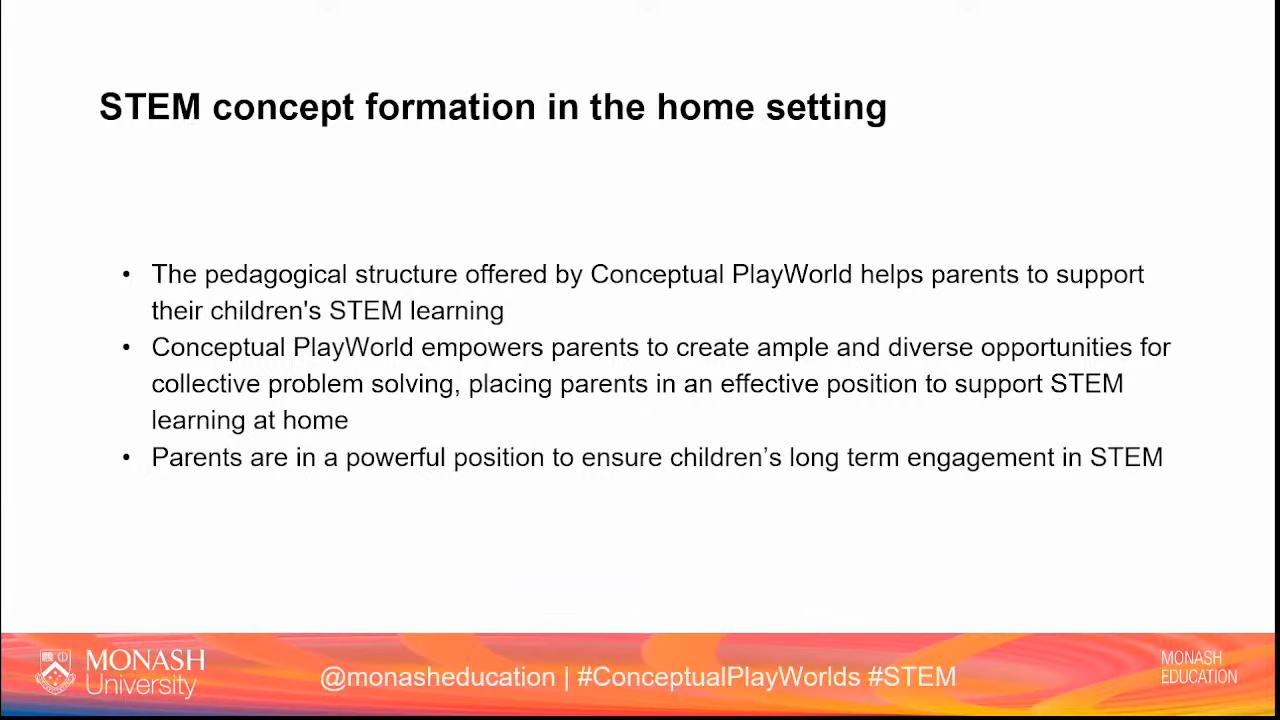 STEM concept formation in the home setting
• The pedagogical structure offered by Conceptual PlayWorld helps parents to support
their children's STEM learning
• Conceptual PlayWorld empowers parents to create ample and diverse opportunities for
collective problem solving, placing parents in an effective position to support STEM
learning at home
• Parents are in a powerful position to ensure children’s long term engagement in STEM
MONASH
University
@monasheducation | #ConceptualPlayWorlds #STEM
MONASH
EDUCATION